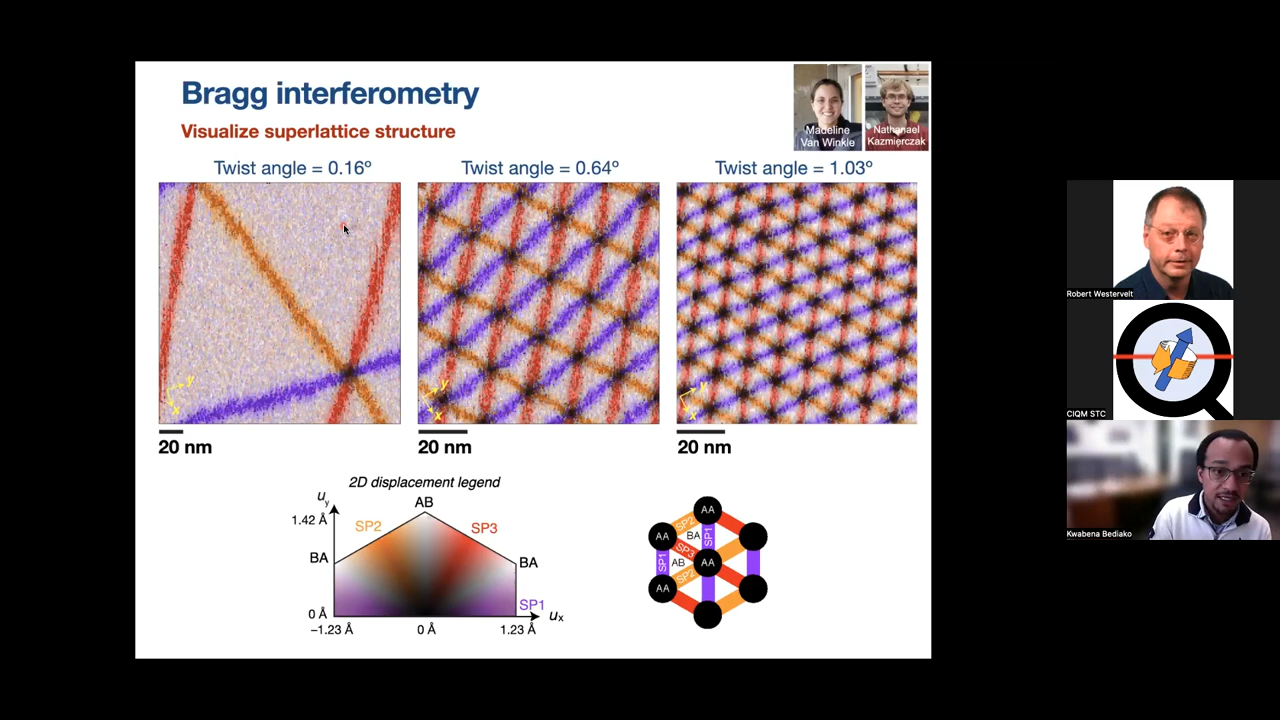 Bragg interferometry
Visualize superlattice structure
Madeline
Van Winkle
Nathanael
Kazmierczak
Twist angle = 0.16º
Twist angle = 0.64º
Twist angle = 1.03º
y
x
y
x
y
x
20 nm
20 nm
20 nm
2D displacement legend
uy
AB
1.42 Å
SP2
SP3
BA
BA
SP1
0 Å
ux
−1.23 Å
0 Å
1.23 Å
AA
SP2
SP1
AA
BA
SP3
SP1
AB
AA
SP2
AA
Robert Westervelt
CIQM STC
Kwabena Bediako